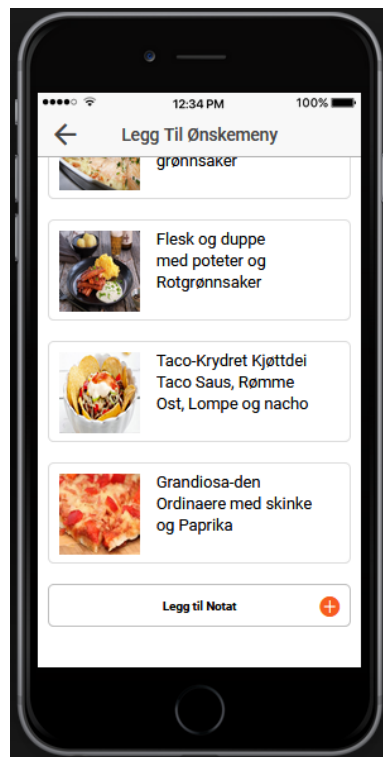 12:34 PM
100%
Legg Til Ønskemeny
grønnsaker
Flesk og duppe
med poteter og
Rotgrønnsaker
Taco-Krydret Kjøttdei
Taco Saus, Rømme
Ost, Lompe og nacho
Grandiosa-den
Ordinaere med skinke
og Paprika
Legg til Notat